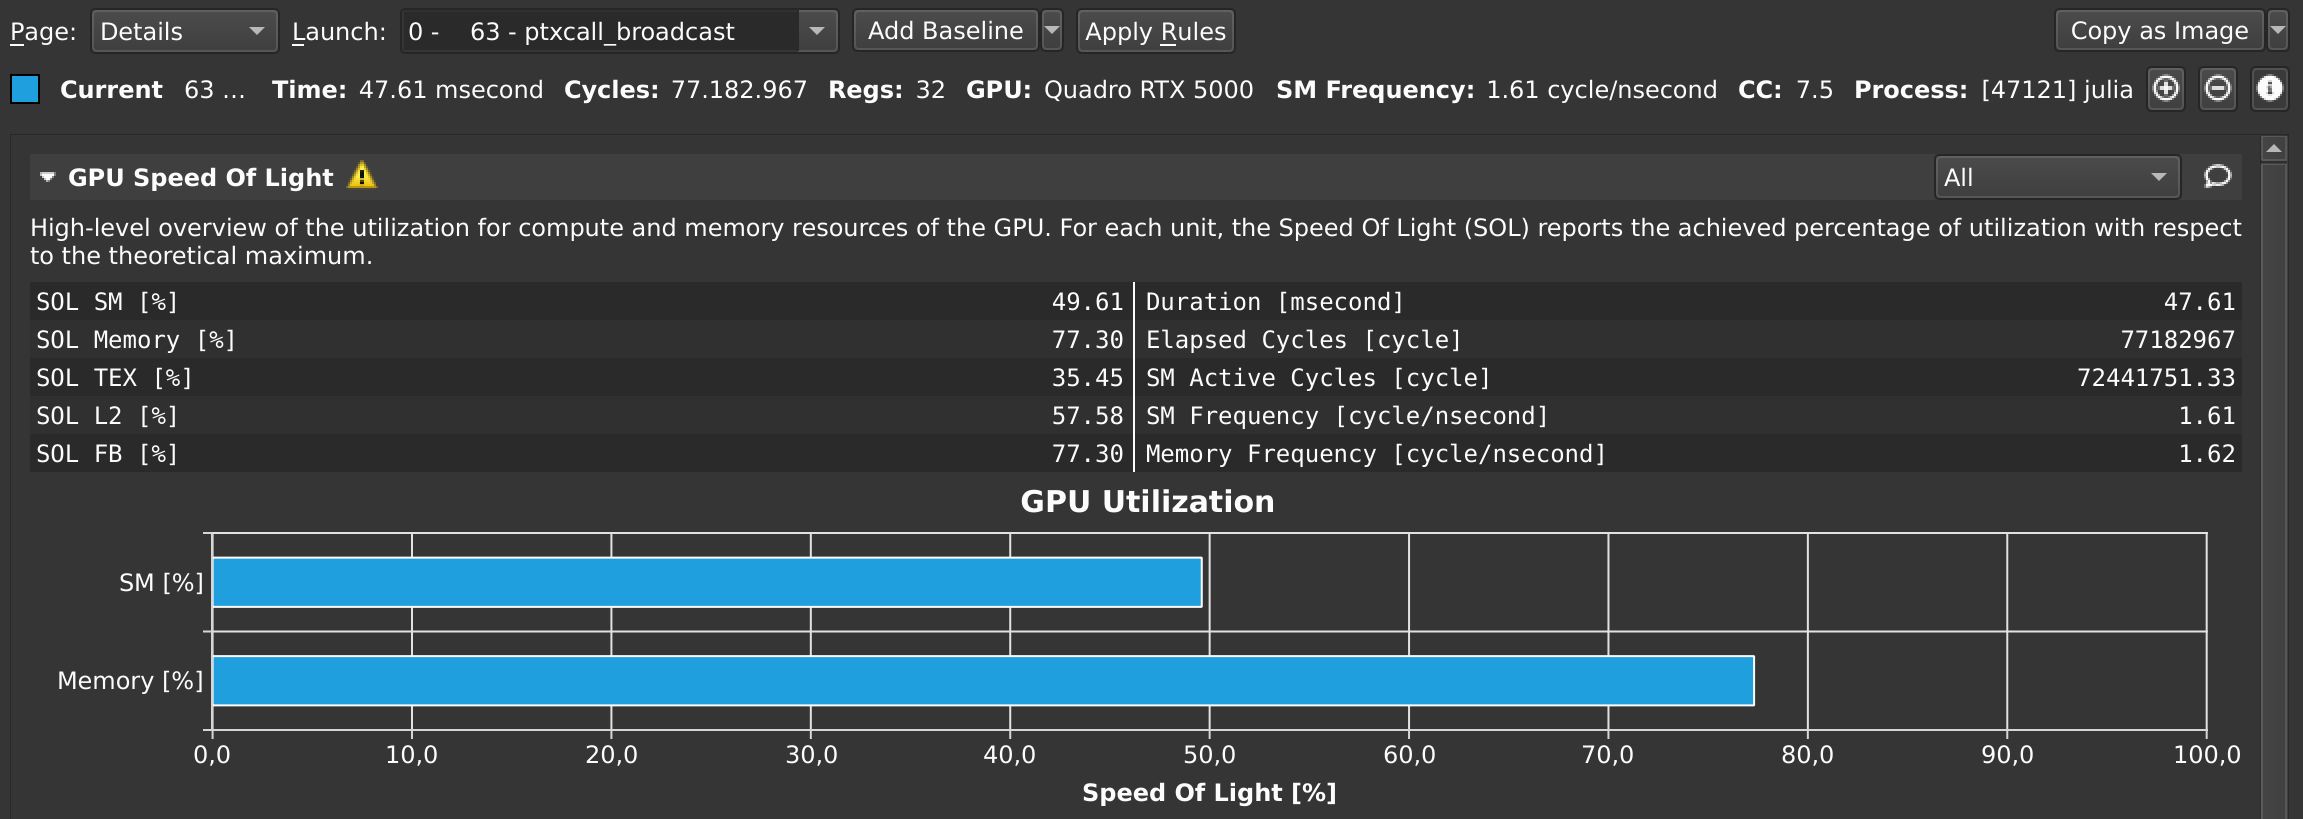 Page: Details Launch: 0 - 63 - ptxcall_broadcast Add Baseline Apply Rules Copy as Image
Current 63 ... Time: 47.61 msecond Cycles: 77.182.967 Regs: 32 GPU: Quadro RTX 5000 SM Frequency: 1.61 cycle/nsecond CC: 7.5 Process: [47121] julia
GPU Speed Of Light All
High-level overview of the utilization for compute and memory resources of the GPU. For each unit, the Speed Of Light (SOL) reports the achieved percentage of utilization with respect
to the theoretical maximum.
SOL SM [%] 49.61 Duration [msecond] 47.61
SOL Memory [%] 77.30 Elapsed Cycles [cycle] 77182967
SOL TEX [%] 35.45 SM Active Cycles [cycle] 72441751.33
SOL L2 [%] 57.58 SM Frequency [cycle/nsecond] 1.61
SOL FB [%] 77.30 Memory Frequency [cycle/nsecond] 1.62
GPU Utilization
SM [%]
Memory [%]
0,0 10,0 20,0 30,0 40,0 50,0 60,0 70,0 80,0 90,0 100,0
Speed Of Light [%]